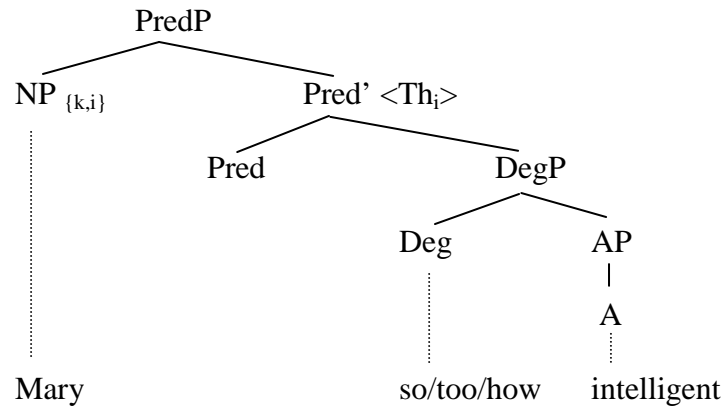 PredP
NP {k,i} Pred’ <Thi>
Pred DegP
Deg AP
A
Mary so/too/how intelligent